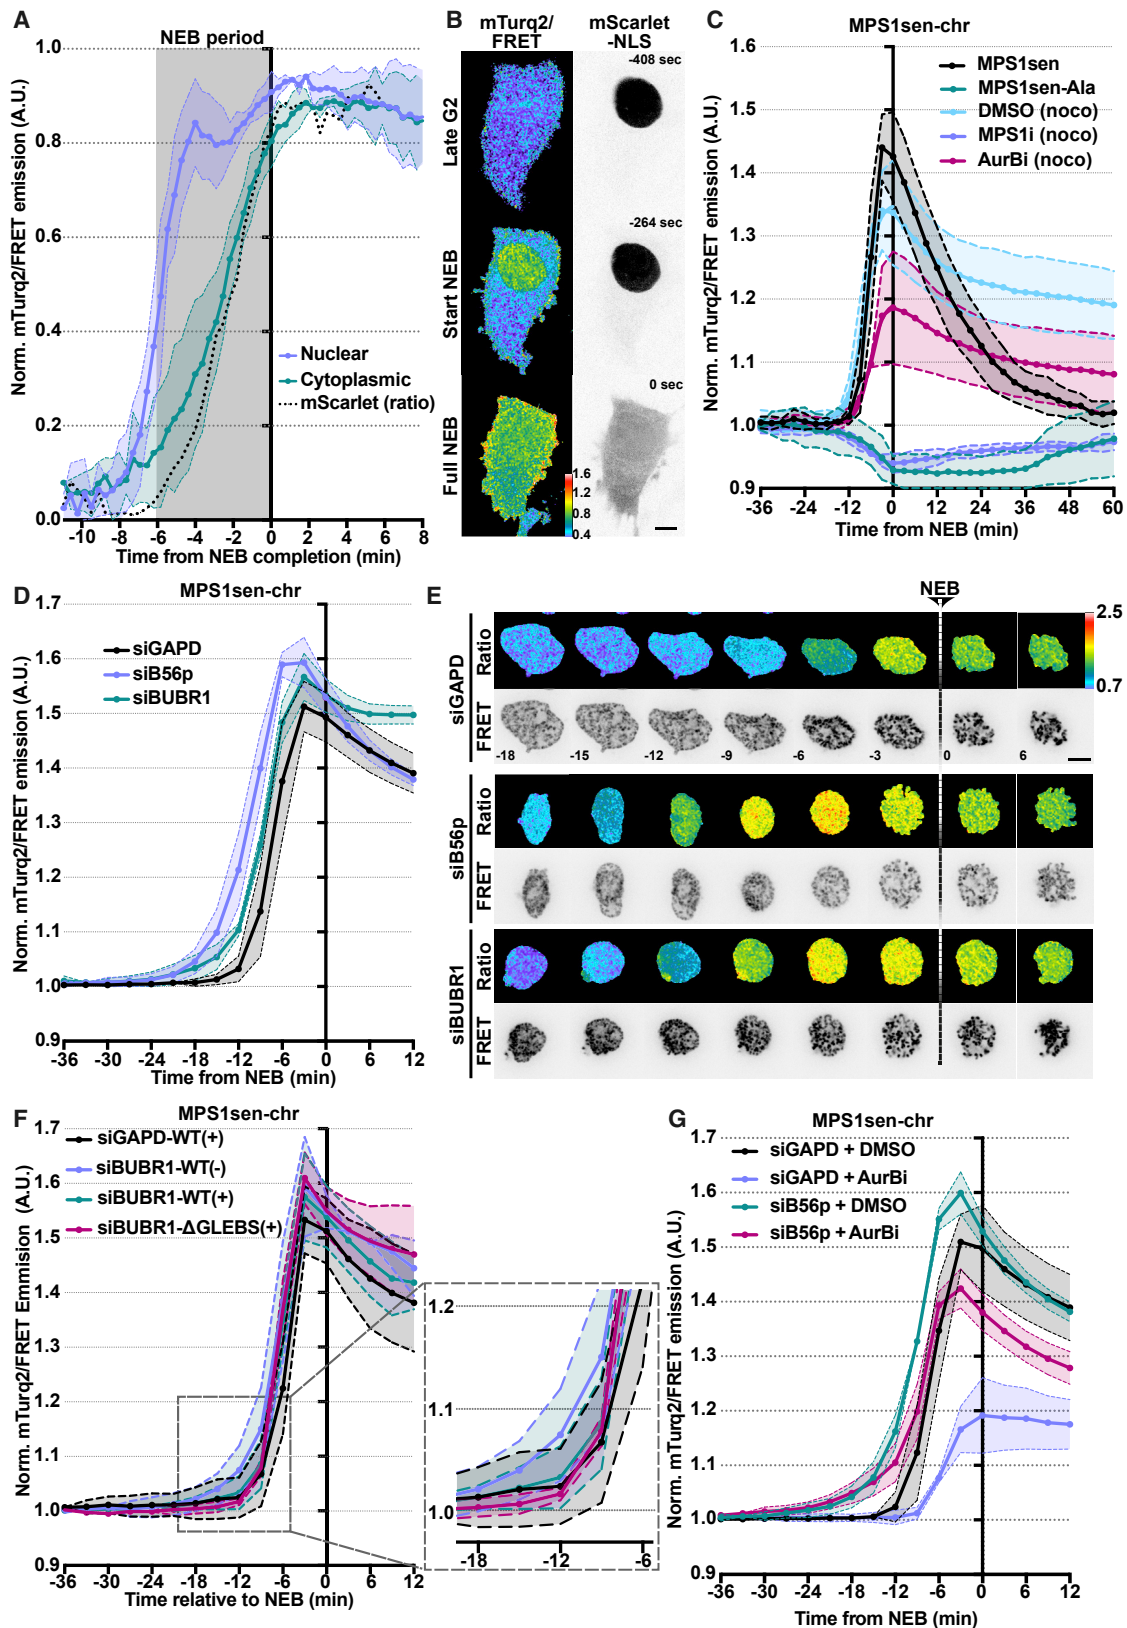 A
NEB period
Norm. mTurq2/FRET emission (A.U.)
1.0
0.8
0.6
0.4
0.2
0.0
Nuclear
Cytoplasmic
mScarlet (ratio)
-10 -8 -6 -4 -2 0 2 4 6 8
Time from NEB completion (min)
B
mTurq2/
FRET
mScarlet
-NLS
Late G2
-408 sec
Start NEB
-264 sec
Full NEB
0 sec
1.6
1.4
1.2
1.0
0.8
0.6
0.4
C
MPS1sen-chr
Norm. mTurq2/FRET emission (A.U.)
1.6
1.5
1.4
1.3
1.2
1.1
1.0
0.9
MPS1sen
MPS1sen-Ala
DMSO (noco)
MPS1i (noco)
AurBi (noco)
-36 -24 -12 0 12 24 36 48 60
Time from NEB (min)
D
MPS1sen-chr
Norm. mTurq2/FRET emission (A.U.)
1.7
1.6
1.5
1.4
1.3
1.2
1.1
1.0
0.9
siGAPD
siB56p
siBUBR1
-36 -24 -12 -6 0 6 12
Time from NEB (min)
E
NEB
siGAPD
Ratio
FRET
2.5
0.7
-18 -15 -12 -9 -6 -3 0 6
siB56p
Ratio
FRET
siBUBR1
Ratio
FRET
F
MPS1sen-chr
Norm. mTurq2/FRET Emission (A.U.)
1.7
1.6
1.5
1.4
1.3
1.2
1.1
1.0
0.9
siGAPD-WT(+)
siBUBR1-WT(-)
siBUBR1-WT(+)
siBUBR1-ΔGLEBS(+)
-36 -24 -12 -6 0 6 12
Time relative to NEB (min)
1.2
1.1
1.0
-18 -12 -6
G
MPS1sen-chr
Norm. mTurq2/FRET emission (A.U.)
1.7
1.6
1.5
1.4
1.3
1.2
1.1
1.0
0.9
siGAPD + DMSO
siGAPD + AurBi
siB56p + DMSO
siB56p + AurBi
-36 -24 -12 -6 0 6 12
Time from NEB (min)